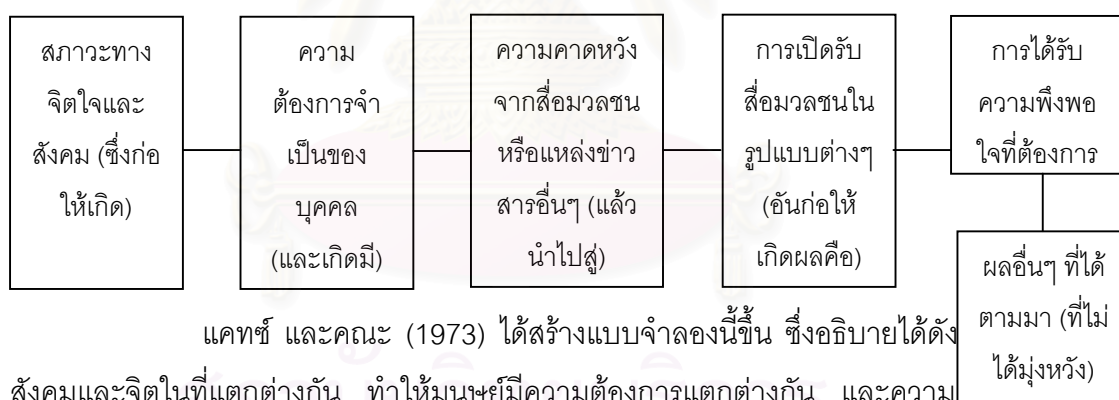 สภาวะทาง
จิตใจและ
สังคม (ซึ่งก่อ
ให้เกิด)
ความ
ต้องการจำ
เป็นของ
บุคคล
(และเกิดมี)
ความคาดหวัง
จากสื่อมวลชน
หรือแหล่งข่าว
สารอื่นๆ (แล้ว
นำไปสู่)
การเปิดรับ
สื่อมวลชนใน
รูปแบบต่างๆ
(อันก่อให้
เกิดผลคือ)
การได้รับ
ความพึงพอ
ใจที่ต้องการ
ผลอื่นๆ ที่ได้
ตามมา (ที่ไม่
ได้มุ่งหวัง)
แคทซ์ และคณะ (1973) ได้สร้างแบบจำลองนี้ขึ้น ซึ่งอธิบายได้ดัง
สังคมและจิตในที่แตกต่างกัน ทำให้มนุษย์มีความต้องการแตกต่างกัน และความ